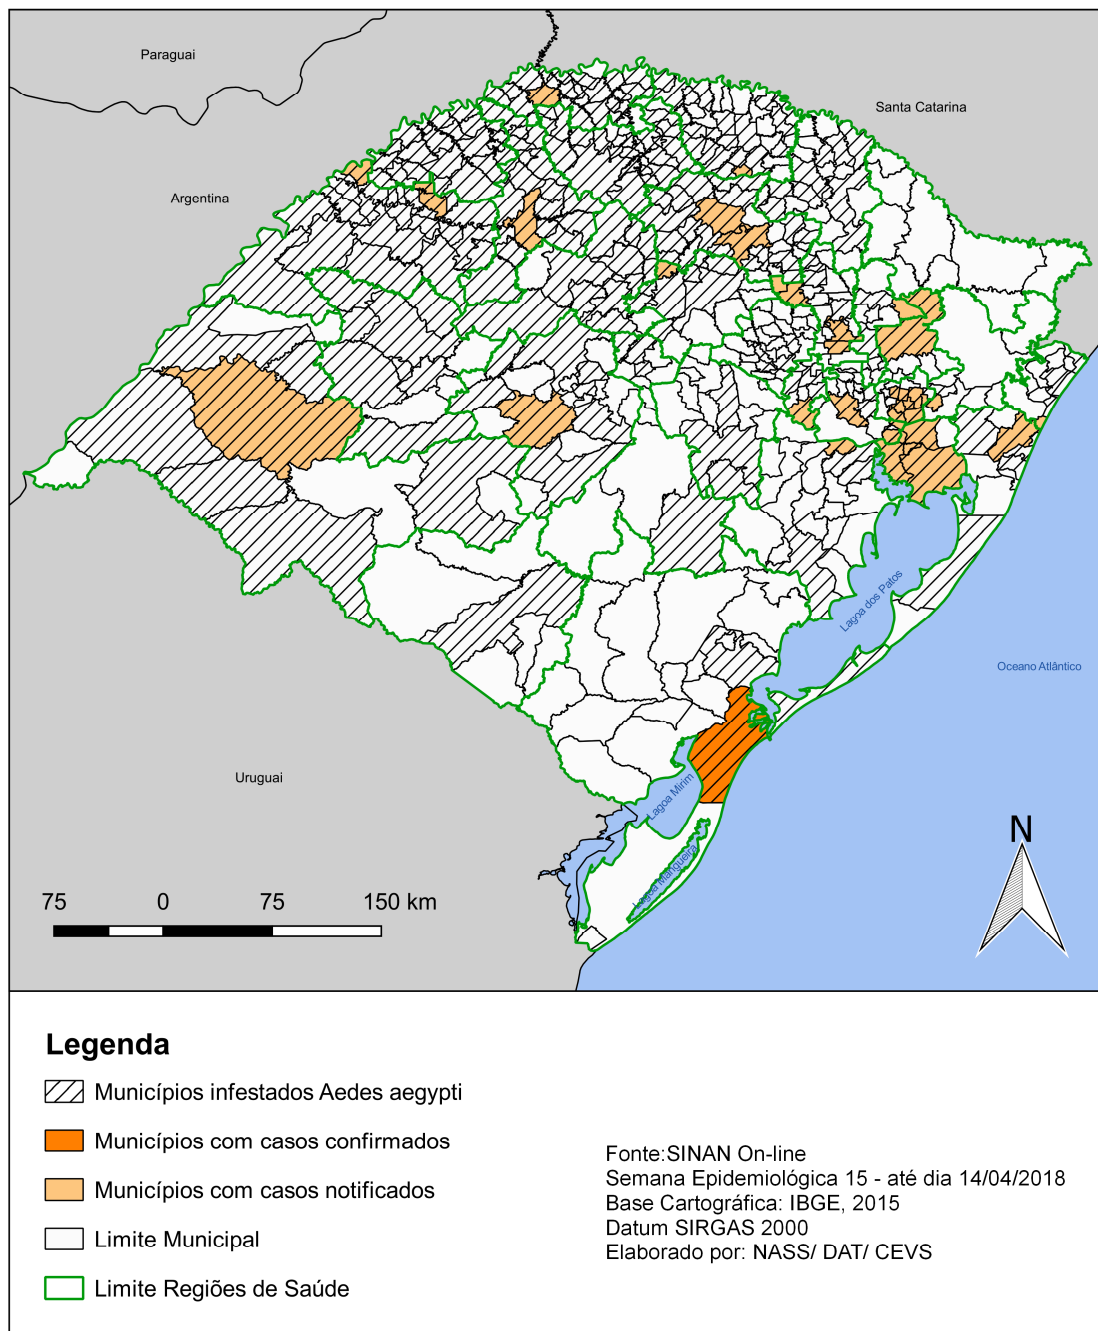 Paraguai
Santa Catarina
Argentina
Lagoa dos Patos
Oceano Atlântico
Uruguai
Lagoa Mirim
Lagoa Mangueira
N
75 0 75 150 km
Legenda
Municípios infestados Aedes aegypti
Municípios com casos confirmados
Municípios com casos notificados
Limite Municipal
Limite Regiões de Saúde
Fonte:SINAN On-line
Semana Epidemiológica 15 - até dia 14/04/2018
Base Cartográfica: IBGE, 2015
Datum SIRGAS 2000
Elaborado por: NASS/ DAT/ CEVS